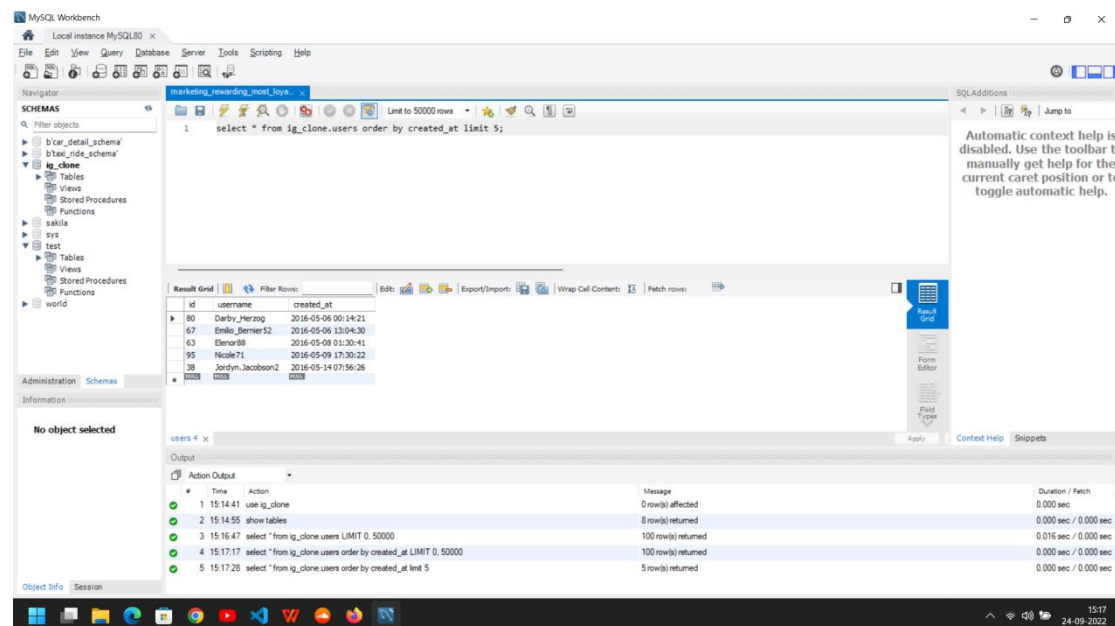 MySQL Workbench
Local instance MySQL80 ×
File Edit View Query Database Server Tools Scripting Help
Navigator
SCHEMAS
Filter objects
b'car_detail_schema'
b'taxi_ride_schema'
ig_clone
Tables
Views
Stored Procedures
Functions
sakila
sys
test
Tables
Views
Stored Procedures
Functions
world
Administration Schemas
Information
No object selected
Object Info Session
marketing_rewarding_most_loya... ×
Limit to 50000 rows
1 select * from ig_clone.users order by created_at limit 5;
Result Grid Filter Rows: Edit: Export/Import: Wrap Cell Content: Fetch rows:
id username created_at
80 Darby_Herzog 2016-05-06 00:14:21
67 Emilio_Bernier52 2016-05-06 13:04:30
63 Elenor88 2016-05-08 01:30:41
95 Nicole71 2016-05-09 17:30:22
38 Jordyn.Jacobson2 2016-05-14 07:56:26
NULL NULL NULL
Result
Grid
Form
Editor
Field
Types
users 4 ×
Apply
SQLAdditions
Jump to
Automatic context help is
disabled. Use the toolbar t
manually get help for the
current caret position or to
toggle automatic help.
Context Help Snippets
Output
Action Output
# Time Action Message Duration / Fetch
1 15:14:41 use ig_clone 0 row(s) affected 0.000 sec
2 15:14:55 show tables 8 row(s) returned 0.000 sec / 0.000 sec
3 15:16:47 select * from ig_clone.users LIMIT 0, 50000 100 row(s) returned 0.016 sec / 0.000 sec
4 15:17:17 select * from ig_clone.users order by created_at LIMIT 0, 50000 100 row(s) returned 0.000 sec / 0.000 sec
5 15:17:28 select * from ig_clone.users order by created_at limit 5 5 row(s) returned 0.000 sec / 0.000 sec
15:17
24-09-2022